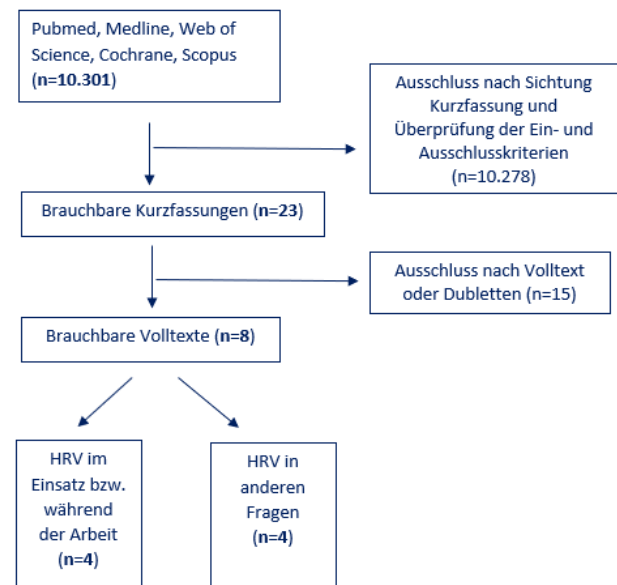 Pubmed, Medline, Web of
Science, Cochrane, Scopus
(n=10.301)
Ausschluss nach Sichtung
Kurzfassung und
Überprüfung der Ein- und
Ausschlusskriterien
(n=10.278)
Brauchbare Kurzfassungen (n=23)
Ausschluss nach Volltext
oder Dubletten (n=15)
Brauchbare Volltexte (n=8)
HRV im
Einsatz bzw.
während
der Arbeit
(n=4)
HRV in
anderen
Fragen
(n=4)